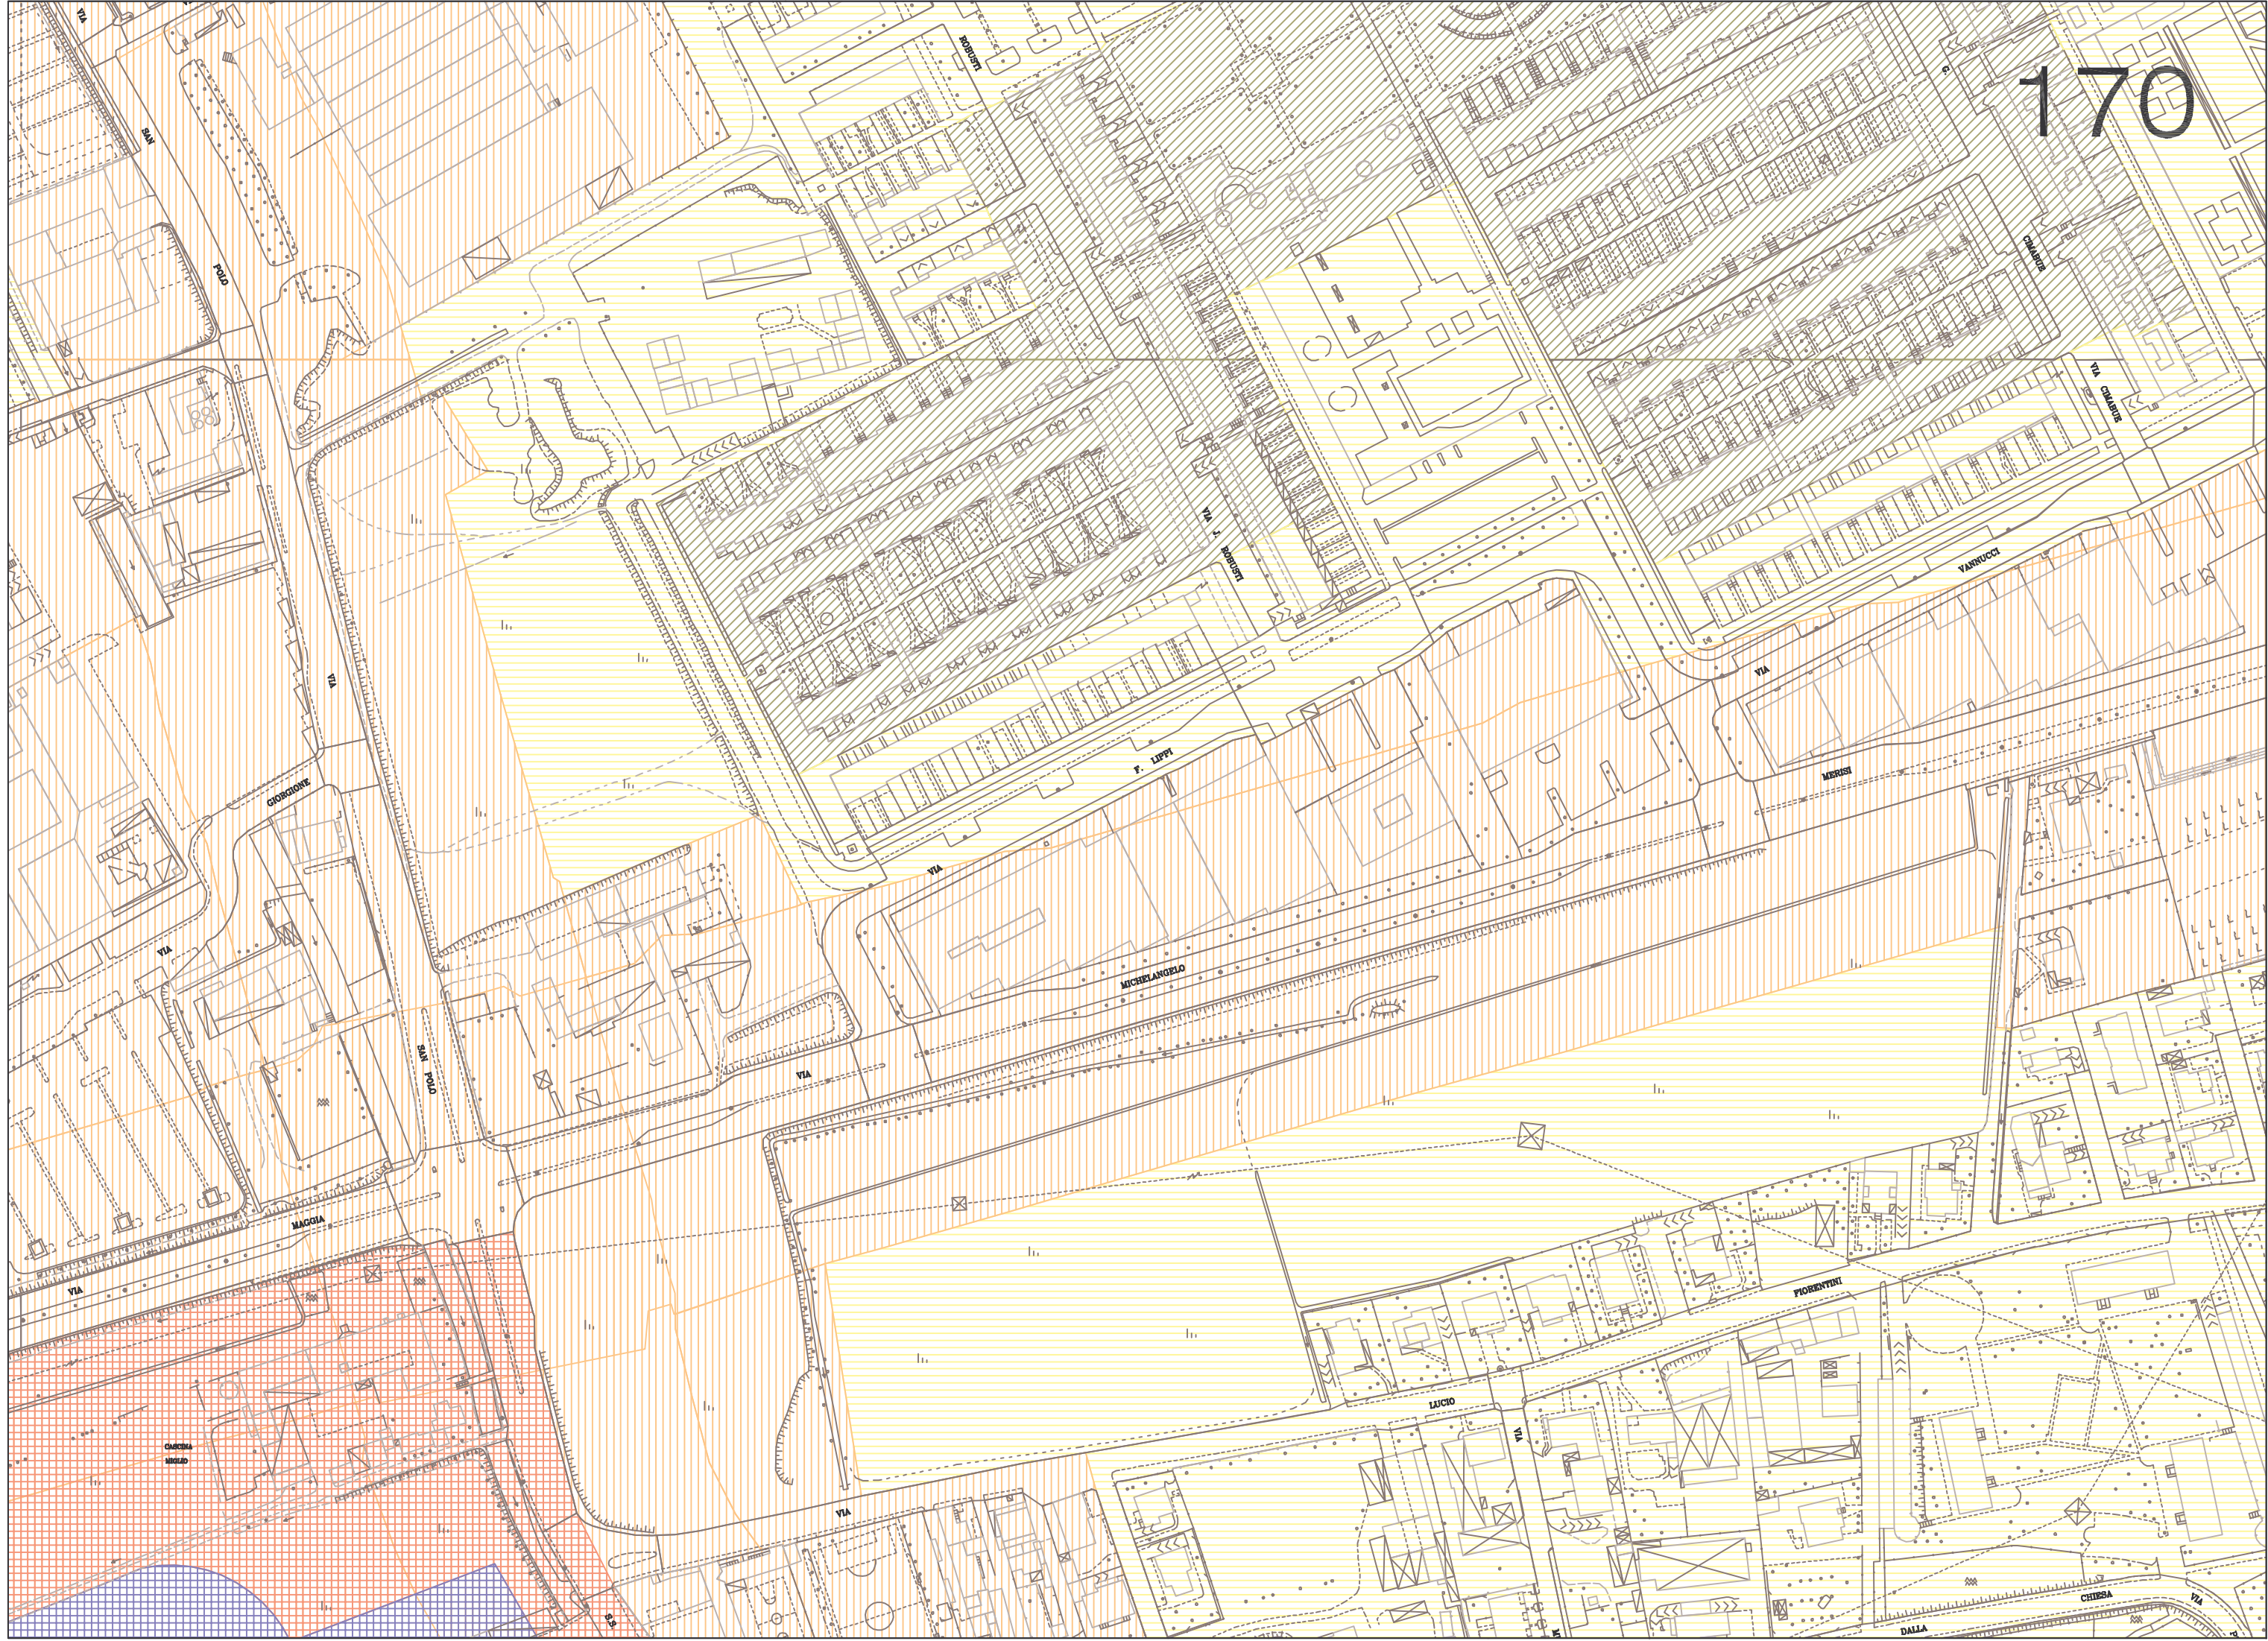 VIA
ROBUSTI
G.
170
SAN
POLO
CIMABUE
VIA
CIMABUE
VIA J. ROBUSTI
VANNUCCI
VIA
VIA
F. LIPPI
MERISI
GIORGIONE
VIA
VIA
MICHELANGELO
SAN POLO
VIA
MAGGIA
VIA
FIORENTINI
LUCIO
VIA
CASCINA
MIGLIO
VIA
CHIESA
VIA
DALLA
S.S.